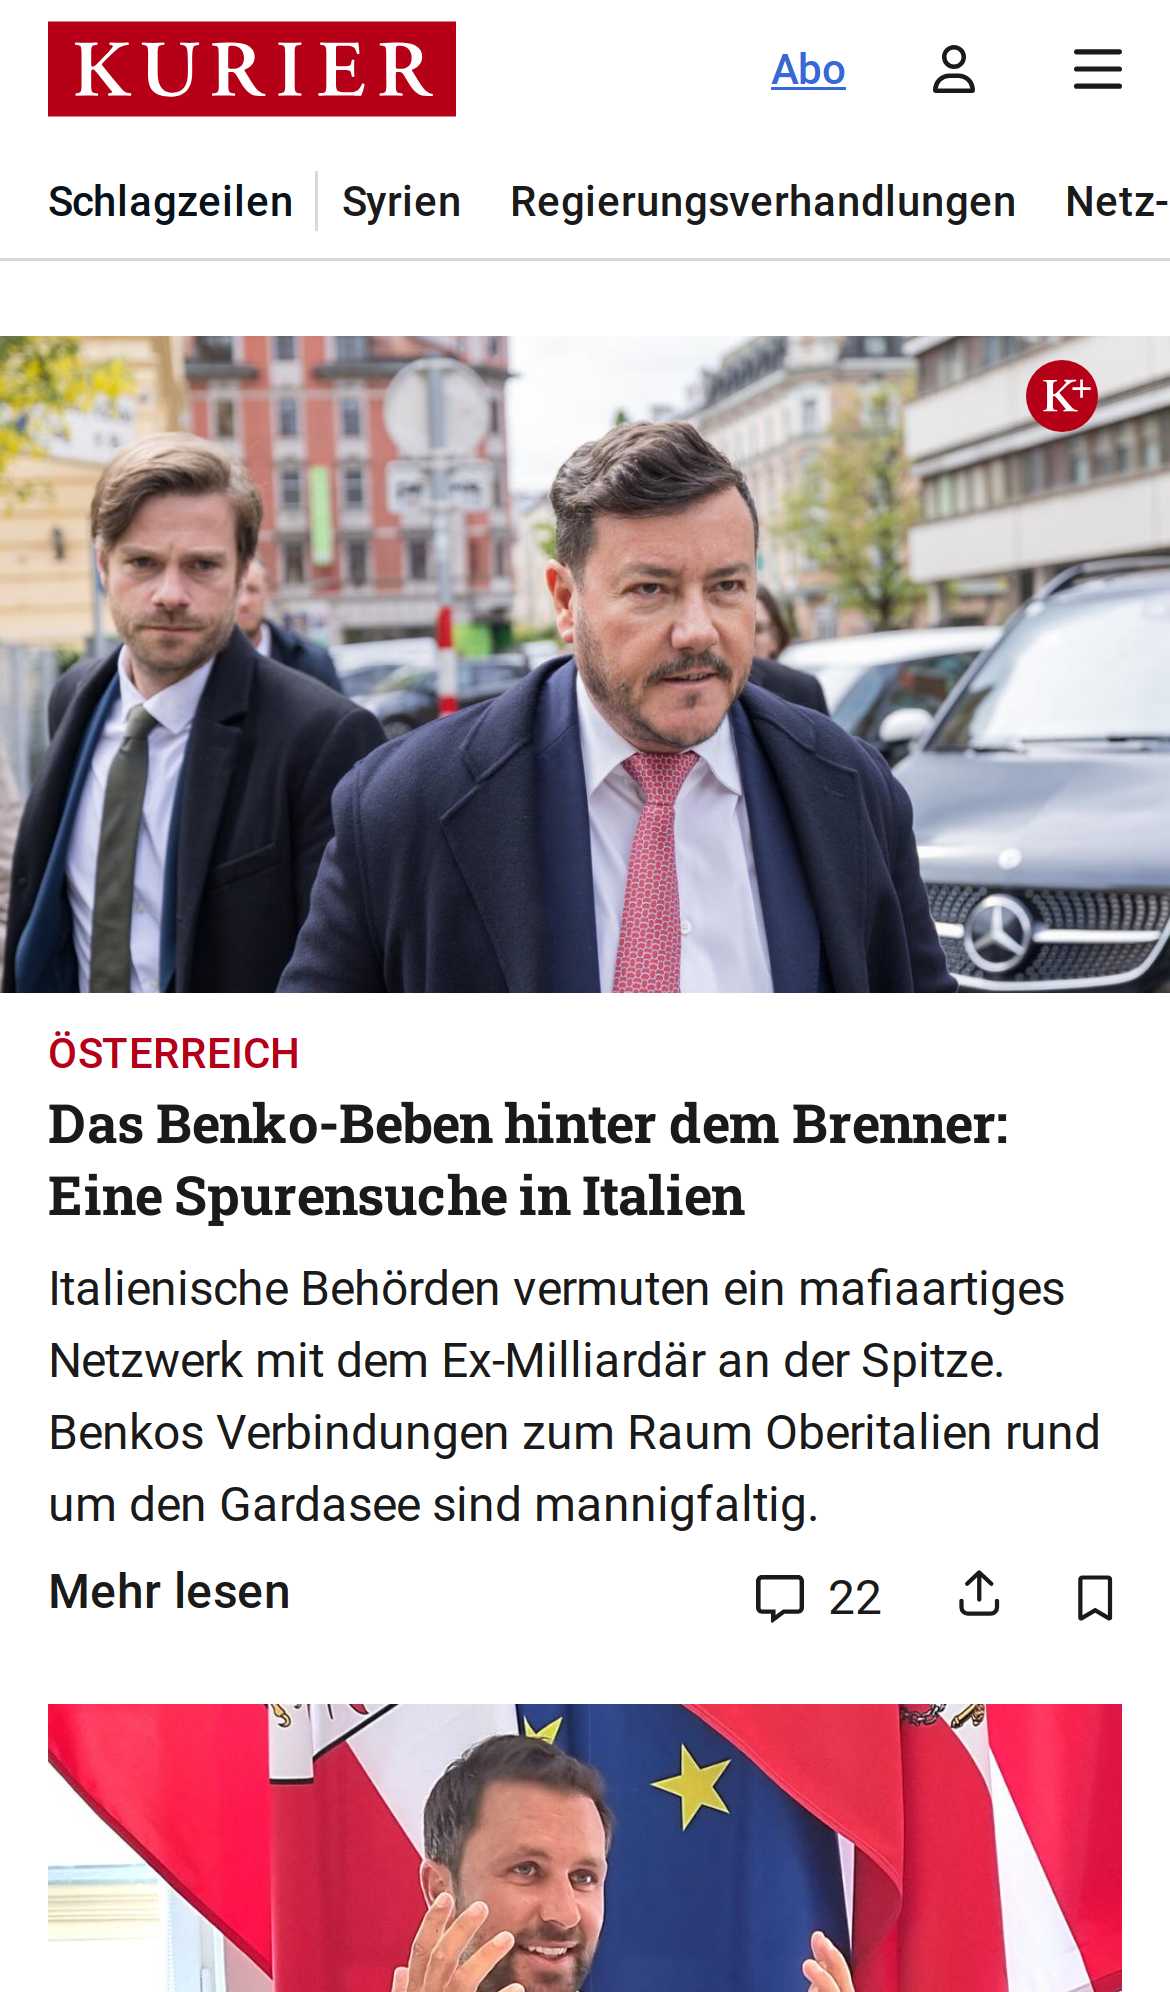 KURIER
Abo
Schlagzeilen
Syrien
Regierungsverhandlungen
Netz-
K+
ÖSTERREICH
Das Benko-Beben hinter dem Brenner:
Eine Spurensuche in Italien
Italienische Behörden vermuten ein mafiaartiges
Netzwerk mit dem Ex-Milliardär an der Spitze.
Benkos Verbindungen zum Raum Oberitalien rund
um den Gardasee sind mannigfaltig.
Mehr lesen
22